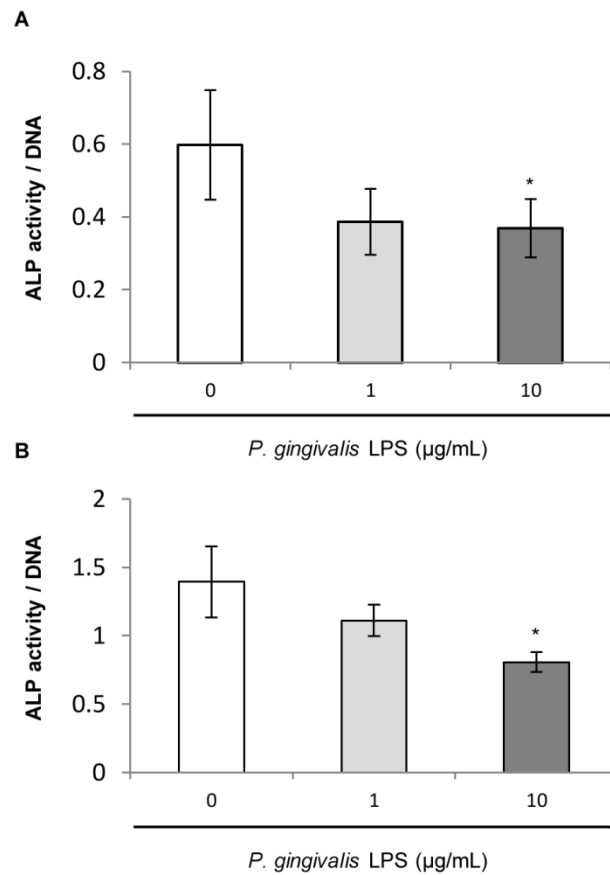 A
ALP activity / DNA
0.8
0.6
0.4
0.2
0
*
0 1 10
P. gingivalis LPS (µg/mL)
B
ALP activity / DNA
2
1.5
1
0.5
0
*
0 1 10
P. gingivalis LPS (µg/mL)